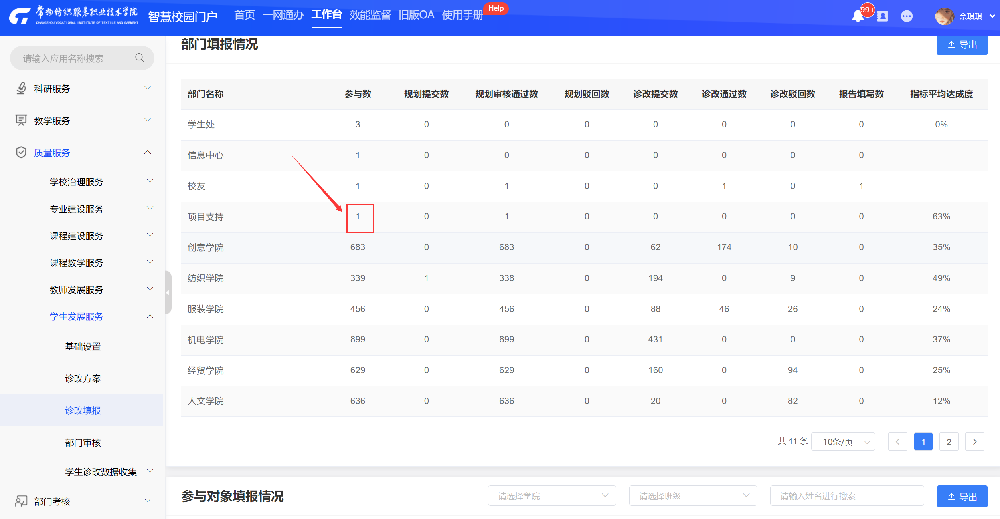 常州纺织服装职业技术学院
CHANGZHOU VOCATIONAL INSTITUTE OF TEXTILE AND GARMENT
智慧校园门户 首页 一网通办 工作台 效能监督 旧版OA 使用手册 Help 99+ 佘琪琪
请输入应用名称搜索
科研服务
教学服务
质量服务
学校治理服务
专业建设服务
课程建设服务
课程教学服务
教师发展服务
学生发展服务
基础设置
诊改方案
诊改填报
部门审核
学生诊改数据收集
部门考核
部门填报情况 导出
部门名称 参与数 规划提交数 规划审核通过数 规划驳回数 诊改提交数 诊改通过数 诊改驳回数 报告填写数 指标平均达成度
学生处 3 0 0 0 0 0 0 0 0%
信息中心 1 0 0 0 0 0 0 0
校友 1 0 1 0 0 1 0 1
项目支持 1 0 1 0 0 0 0 0 63%
创意学院 683 0 683 0 62 174 10 0 35%
纺织学院 339 1 338 0 194 0 9 0 49%
服装学院 456 0 456 0 88 46 26 0 24%
机电学院 899 0 899 0 431 0 0 0 37%
经贸学院 629 0 629 0 160 0 94 0 25%
人文学院 636 0 636 0 20 0 82 0 12%
共 11 条 10条/页 1 2
参与对象填报情况 请选择学院 请选择班级 请输入姓名进行搜索 导出